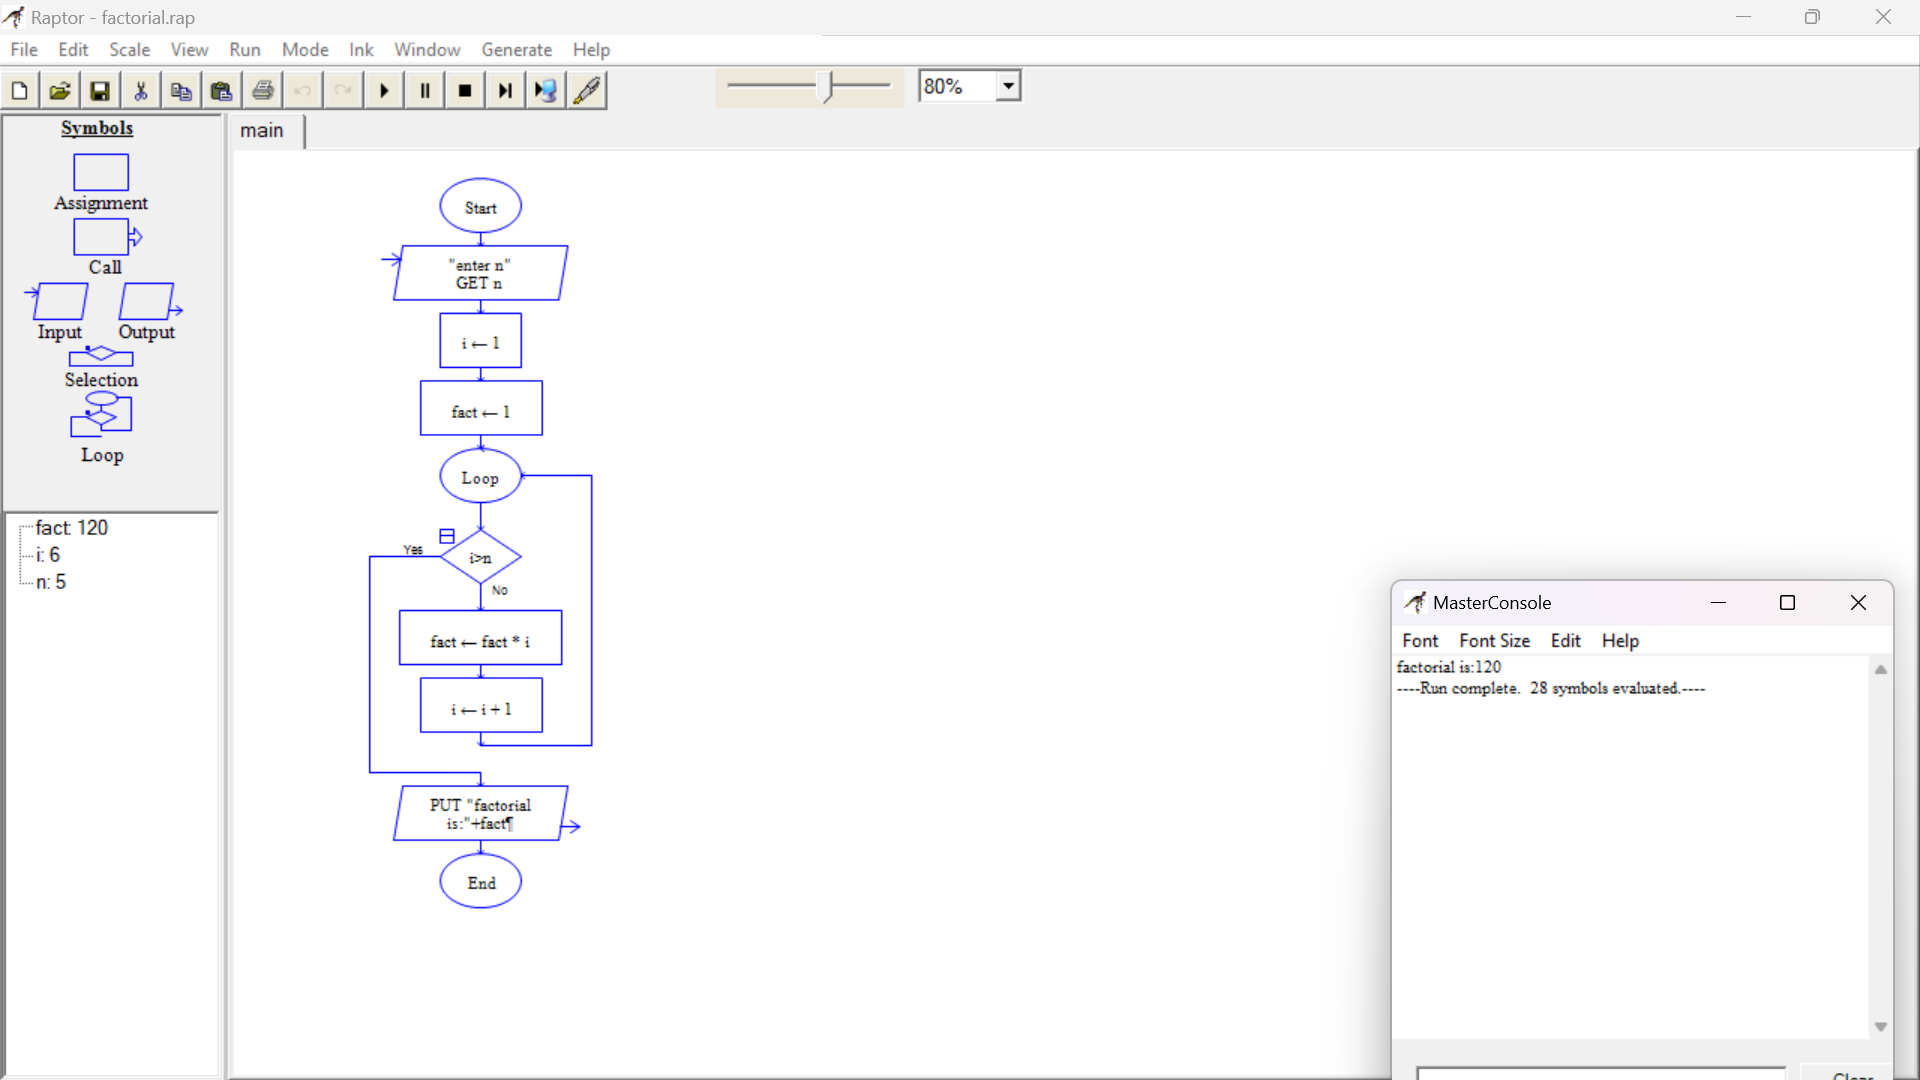 Raptor - factorial.rap
File Edit Scale View Run Mode Ink Window Generate Help
80%
Symbols
Assignment
Call
Input Output
Selection
Loop
fact: 120
i: 6
n: 5
main
Start
"enter n"
GET n
i ← 1
fact ← 1
Loop
Yes
i>n
No
fact ← fact * i
i ← i + 1
PUT "factorial
is:"+fact¶
End
MasterConsole
Font Font Size Edit Help
factorial is:120
----Run complete.  28 symbols evaluated.----